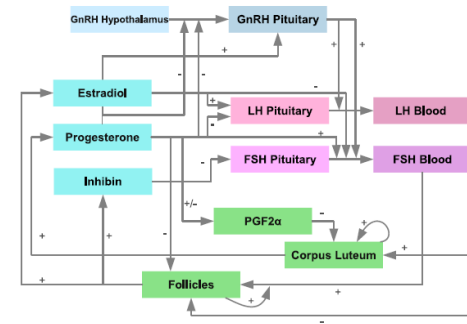 GnRH Hypothalamus
GnRH Pituitary
+
+
+
-
-
-
Estradiol
+
LH Pituitary
LH Blood
-
+
Progesterone
FSH Pituitary
FSH Blood
-
Inhibin
+/-
PGF2α
-
+
+
+
-
Corpus Luteum
+
+
Follicles
+
+
-